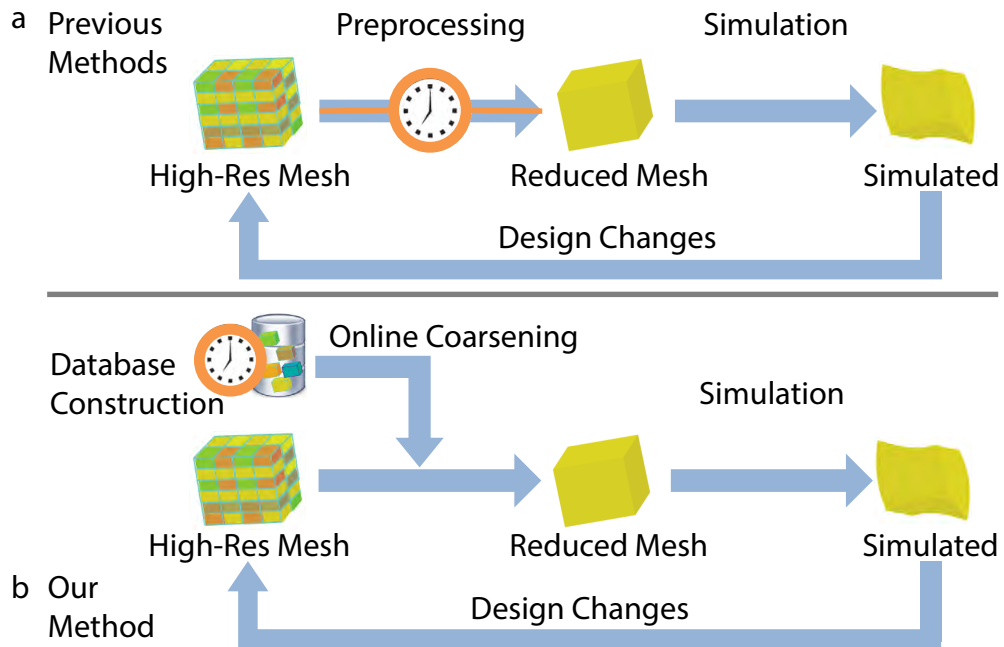 a Previous
Methods
Preprocessing
Simulation
High-Res Mesh
Reduced Mesh
Simulated
Design Changes
Database
Construction
Online Coarsening
Simulation
High-Res Mesh
Reduced Mesh
Simulated
b Our
Method
Design Changes